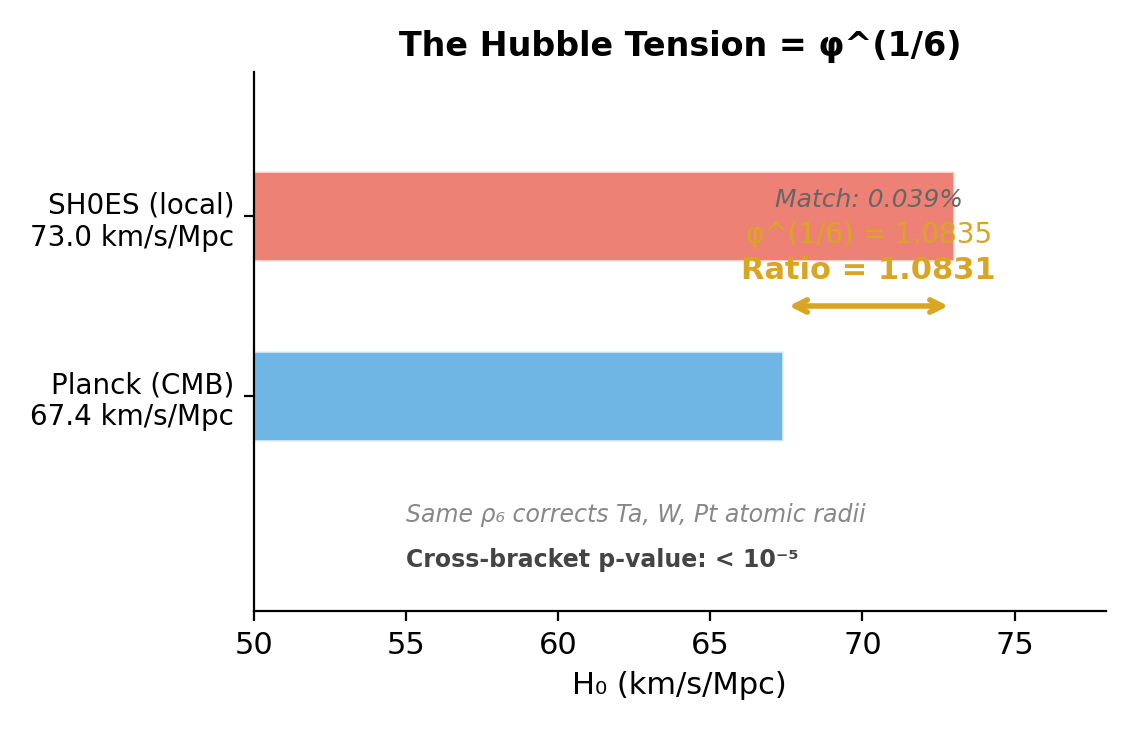 The Hubble Tension = φ^(1/6)
SH0ES (local)
73.0 km/s/Mpc
Match: 0.039%
φ^(1/6) = 1.0835
Ratio = 1.0831
Planck (CMB)
67.4 km/s/Mpc
Same ρ₆ corrects Ta, W, Pt atomic radii
Cross-bracket p-value: < 10⁻⁵
50 55 60 65 70 75
H₀ (km/s/Mpc)